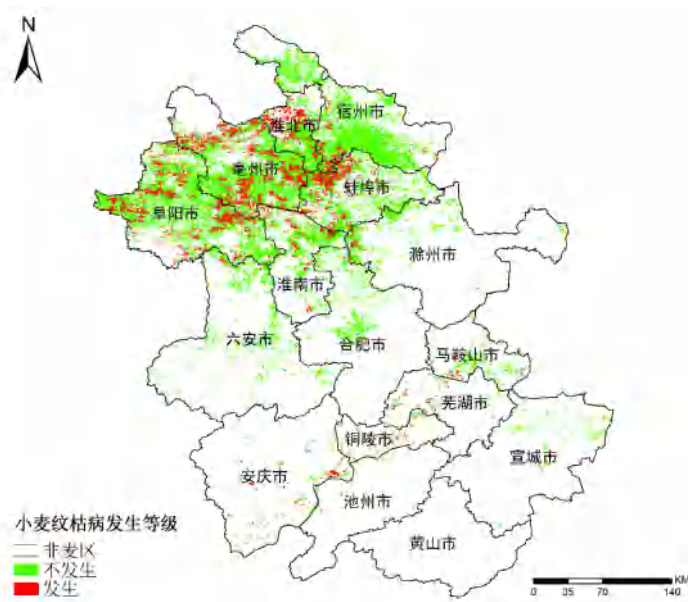 N
宿州市
淮北市
亳州市
蚌埠市
阜阳市
滁州市
淮南市
六安市
合肥市
马鞍山市
芜湖市
铜陵市
宣城市
安庆市
池州市
黄山市
小麦纹枯病发生等级
非麦区
不发生
发生
KM
0 35 70 140